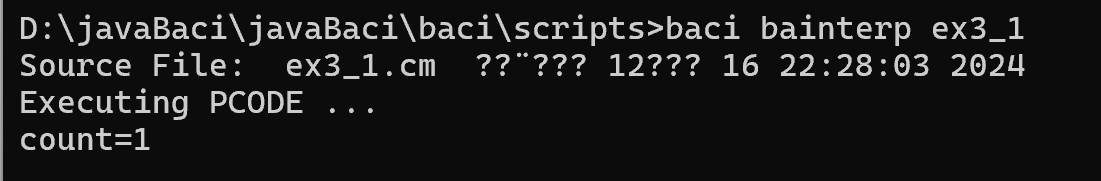 D:\javaBaci\javaBaci\baci\scripts>baci bainterp ex3_1
Source File:  ex3_1.cm  ??¨??? 12??? 16 22:28:03 2024
Executing PCODE ...
count=1